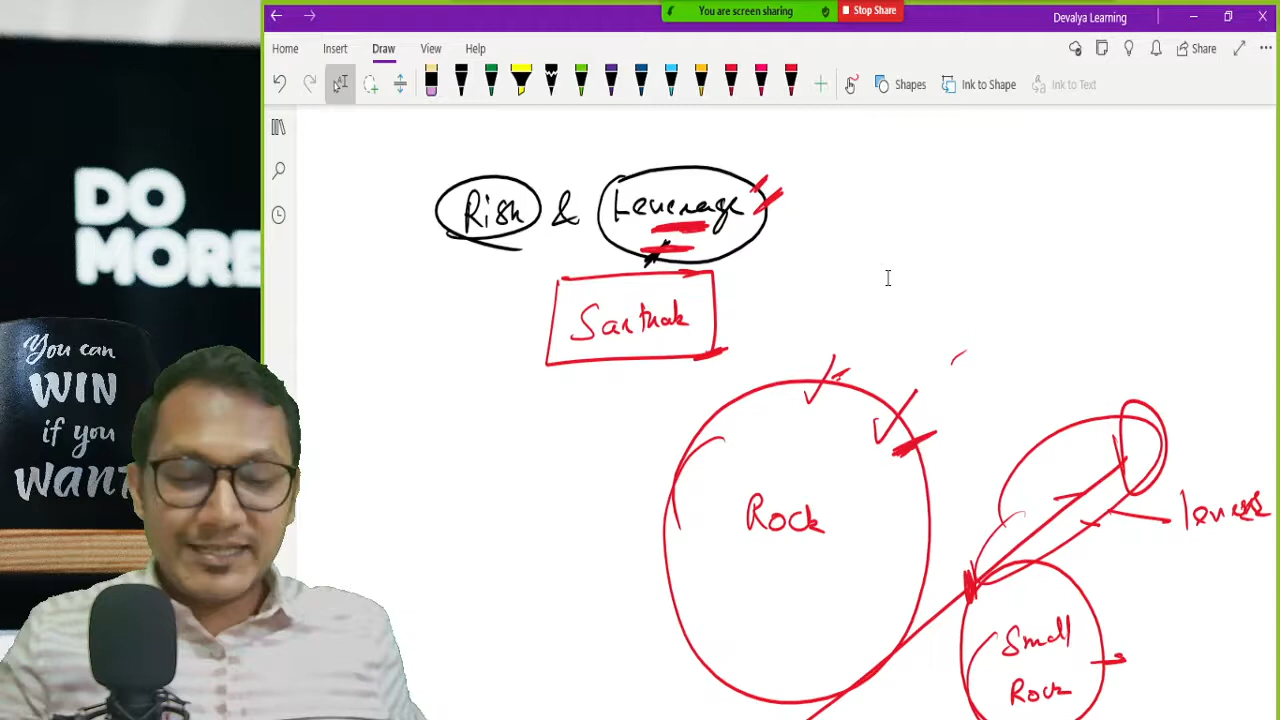 You are screen sharing
Stop Share
Devalya Learning
Home Insert Draw View Help
Share
Shapes
Ink to Shape
Ink to Text
Risk & Leverage
Sarthak
Rock
Small
Rock
DO
MORE
You can
WIN
if you
want